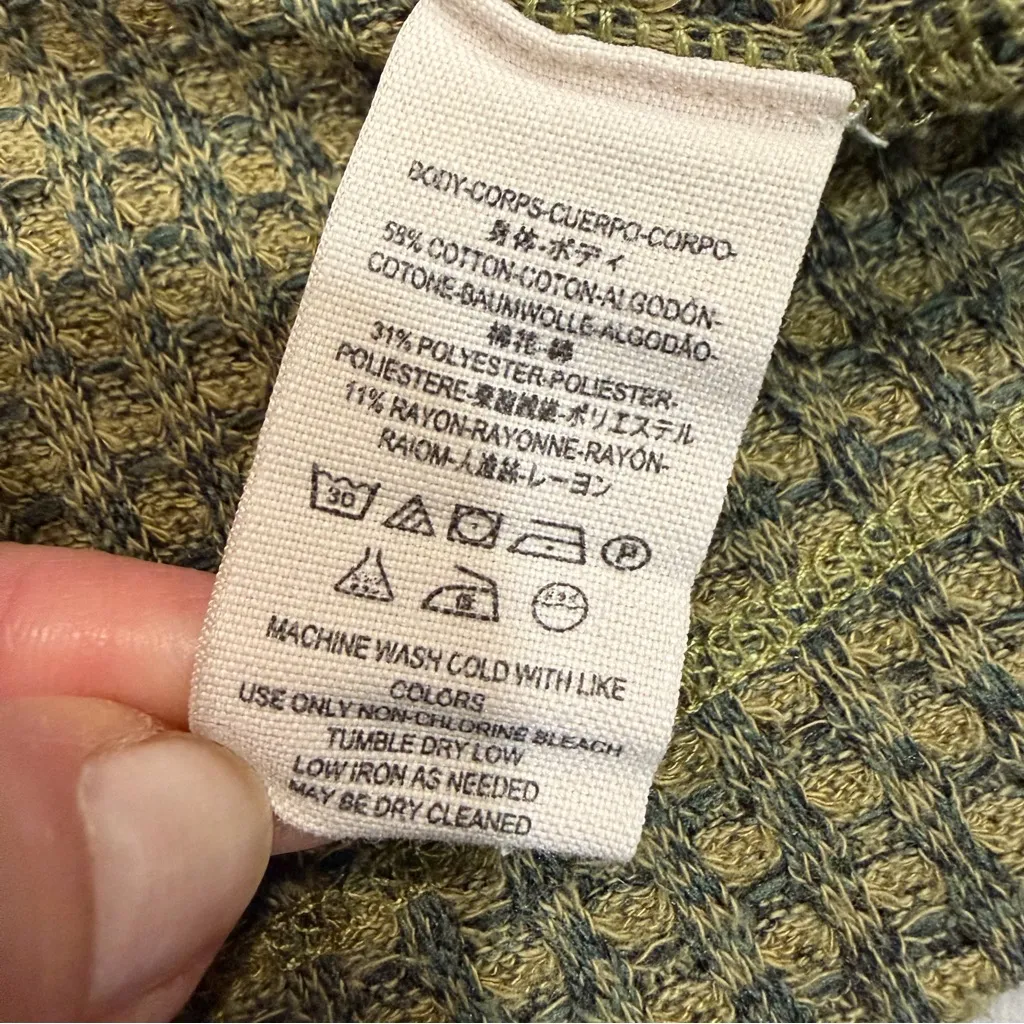 BODY-CORPS-CUERPO-CORPO-
身体-ボディ
58% COTTON-COTON-ALGODÓN-
COTONE-BAUMWOLLE-ALGODÃO-
棉花-綿
31% POLYESTER-POLIESTER-
POLIESTERE-聚酯纖維-ポリエステル
11% RAYON-RAYONNE-RAYÓN-
RAIOM-人造絲-レーヨン
30
P
MACHINE WASH COLD WITH LIKE
COLORS
USE ONLY NON-CHLORINE BLEACH
TUMBLE DRY LOW
LOW IRON AS NEEDED
MAY BE DRY CLEANED